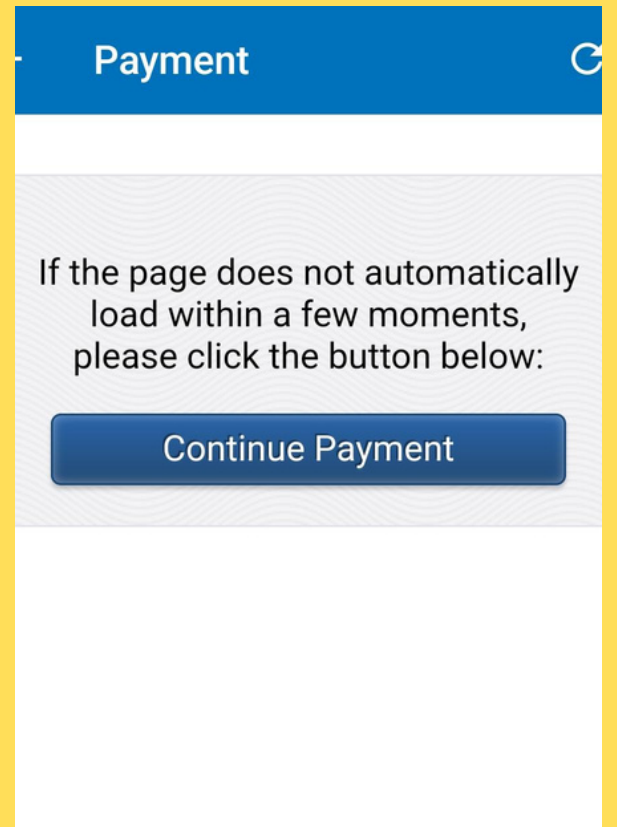 Payment
If the page does not automatically
load within a few moments,
please click the button below:
Continue Payment